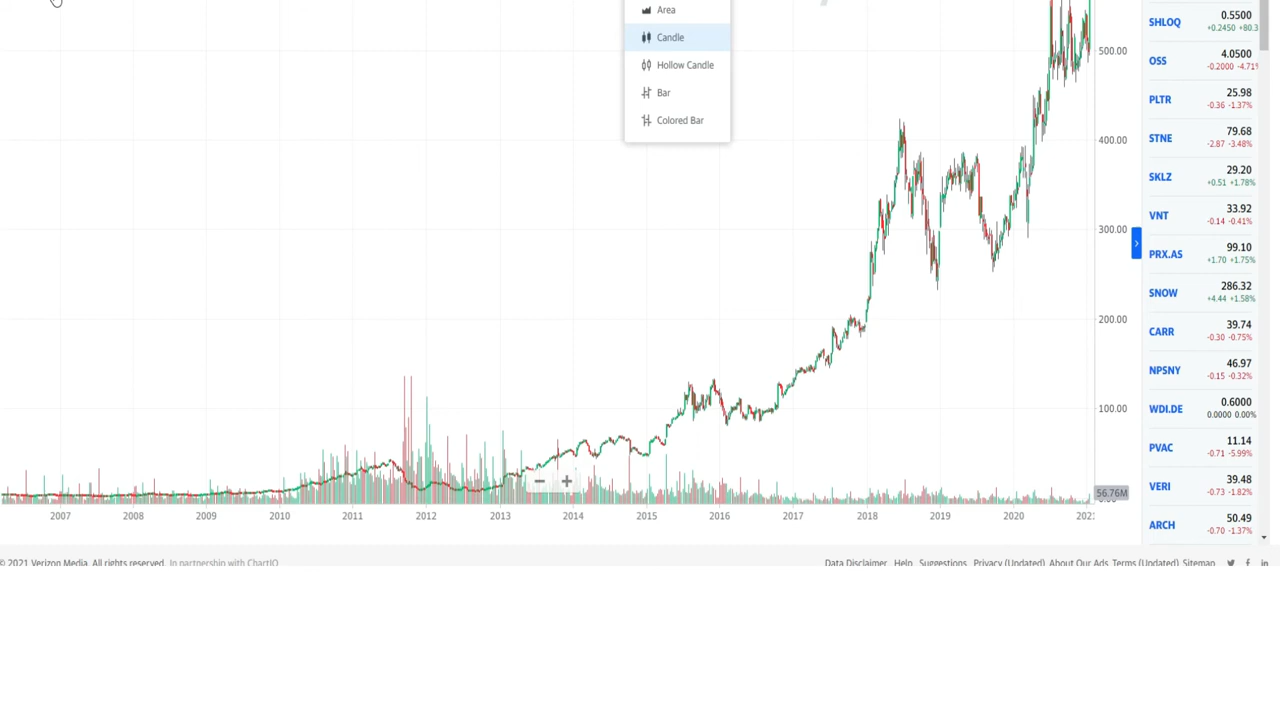 Area
Candle
Hollow Candle
Bar
Colored Bar
500.00
400.00
300.00
200.00
100.00
56.76M
2007 2008 2009 2010 2011 2012 2013 2014 2015 2016 2017 2018 2019 2020
SHLOQ 0.5500
+0.2450 +80.3
OSS 4.0500
-0.2000 -4.71%
PLTR 25.98
-0.36 -1.37%
STNE 79.68
-2.87 -3.48%
SKLZ 29.20
+0.51 +1.78%
VNT 33.92
-0.14 -0.41%
PRX.AS 99.10
+1.70 +1.75%
SNOW 286.32
+4.44 +1.58%
CARR 39.74
-0.30 -0.75%
NPSNY 46.97
-0.15 -0.32%
WDI.DE 0.6000
0.0000 0.00%
PVAC 11.14
-0.71 -5.99%
VERI 39.48
-0.73 -1.82%
ARCH 50.49
-0.70 -1.37%
© 2021 Verizon Media. All rights reserved. In partnership with ChartIQ
Data Disclaimer Help Suggestions Privacy (Updated) About Our Ads Terms (Updated) Sitemap